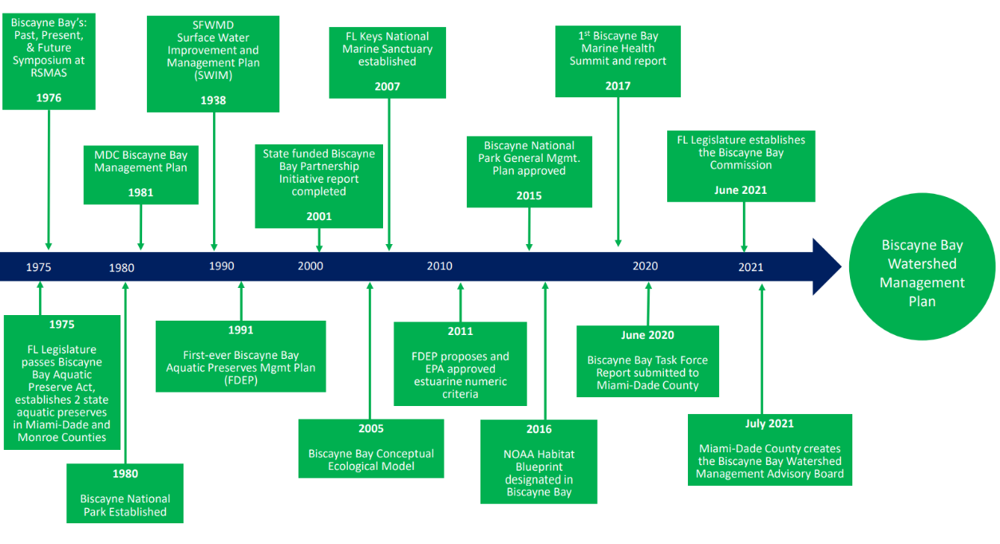 Biscayne Bay's:
Past, Present,
& Future
Symposium at
RSMAS
1976
SFWMD
Surface Water
Improvement and
Management Plan
(SWIM)
1938
FL Keys National
Marine Sanctuary
established
2007
1st Biscayne Bay
Marine Health
Summit and report
2017
MDC Biscayne Bay
Management Plan
1981
State funded Biscayne
Bay Partnership
Initiative report
completed
2001
Biscayne National
Park General Mgmt.
Plan approved
2015
FL Legislature establishes
the Biscayne Bay
Commission
June 2021
1975
1980
1990
2000
2010
2020
2021
Biscayne Bay
Watershed
Management
Plan
1975
FL Legislature
passes Biscayne
Bay Aquatic
Preserve Act,
establishes 2 state
aquatic preserves
in Miami-Dade and
Monroe Counties
1980
Biscayne National
Park Established
1991
First-ever Biscayne Bay
Aquatic Preserves Mgmt Plan
(FDEP)
2005
Biscayne Bay Conceptual
Ecological Model
2011
FDEP proposes and
EPA approved
estuarine numeric
criteria
2016
NOAA Habitat
Blueprint
designated in
Biscayne Bay
June 2020
Biscayne Bay Task Force
Report submitted to
Miami-Dade County
July 2021
Miami-Dade County creates
the Biscayne Bay Watershed
Management Advisory Board